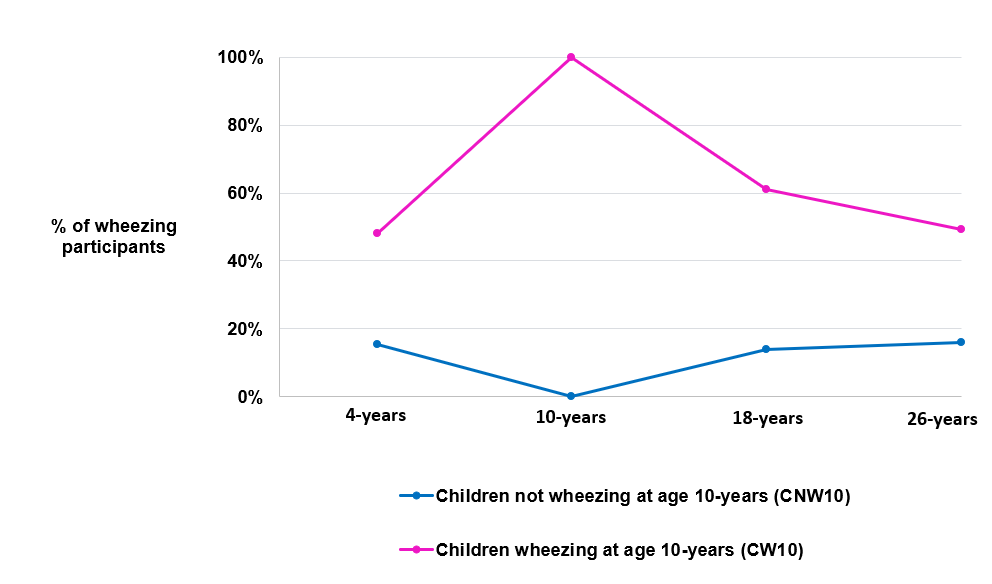 100%
80%
60%
% of wheezing
participants
40%
20%
0%
4-years
10-years
18-years
26-years
Children not wheezing at age 10-years (CNW10)
Children wheezing at age 10-years (CW10)